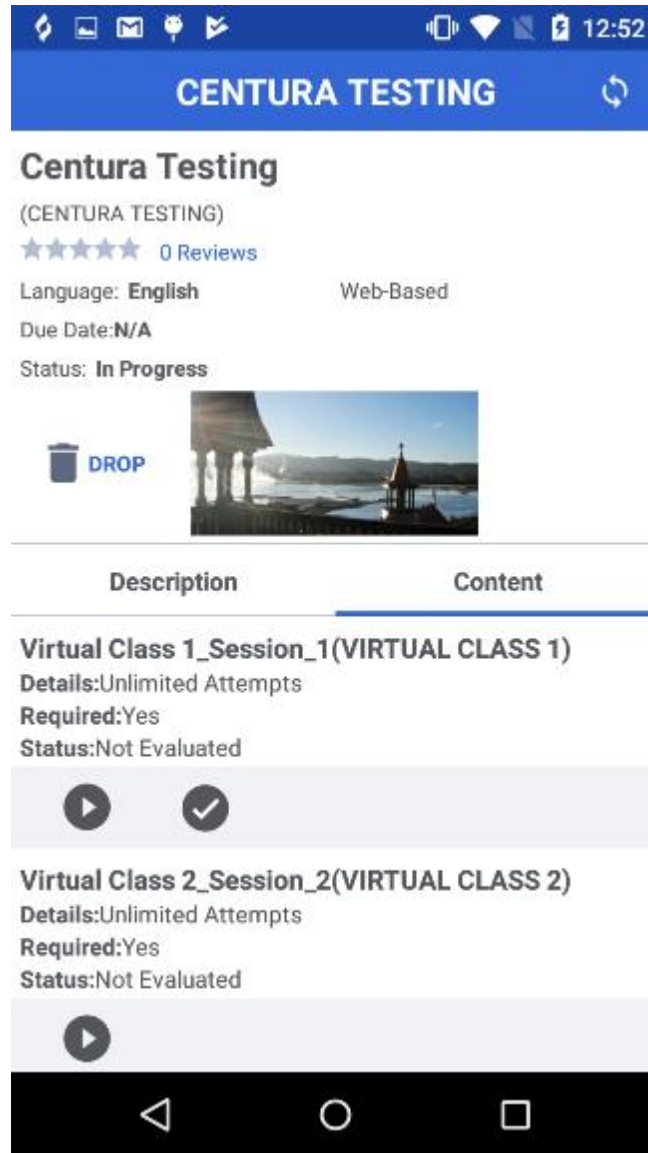 12:52
CENTURA TESTING
Centura Testing
(CENTURA TESTING)
0 Reviews
Language: English Web-Based
Due Date:N/A
Status: In Progress
DROP
Description Content
Virtual Class 1_Session_1(VIRTUAL CLASS 1)
Details:Unlimited Attempts
Required:Yes
Status:Not Evaluated
Virtual Class 2_Session_2(VIRTUAL CLASS 2)
Details:Unlimited Attempts
Required:Yes
Status:Not Evaluated